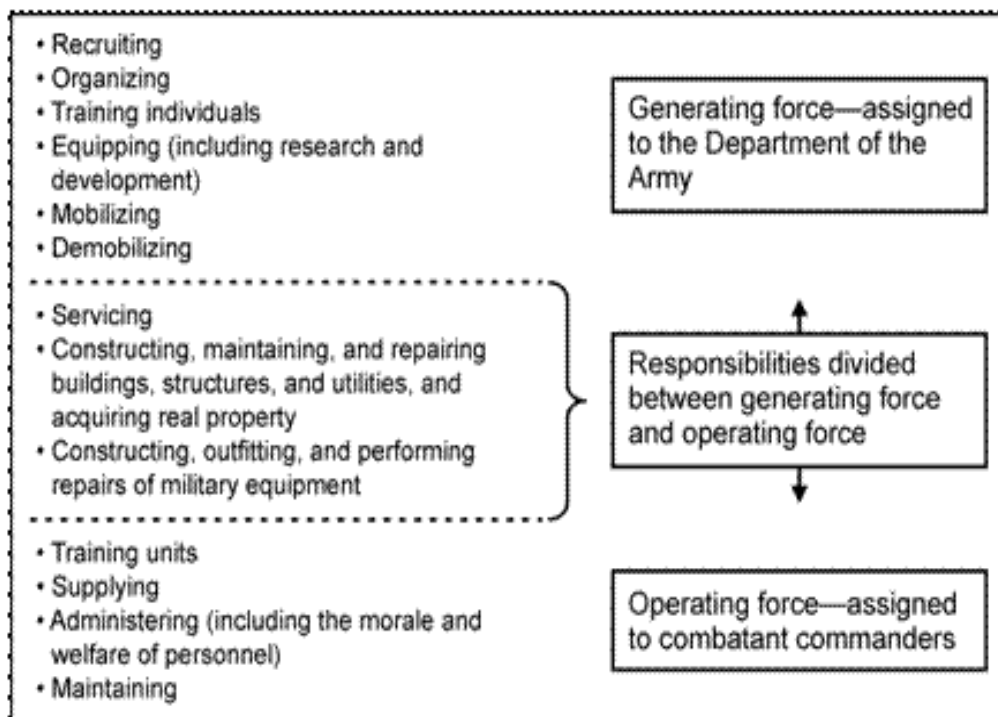 • Recruiting
• Organizing
• Training individuals
• Equipping (including research and
development)
• Mobilizing
• Demobilizing
Generating force—assigned
to the Department of the
Army
• Servicing
• Constructing, maintaining, and repairing
buildings, structures, and utilities, and
acquiring real property
• Constructing, outfitting, and performing
repairs of military equipment
Responsibilities divided
between generating force
and operating force
• Training units
• Supplying
• Administering (including the morale and
welfare of personnel)
• Maintaining
Operating force—assigned
to combatant commanders